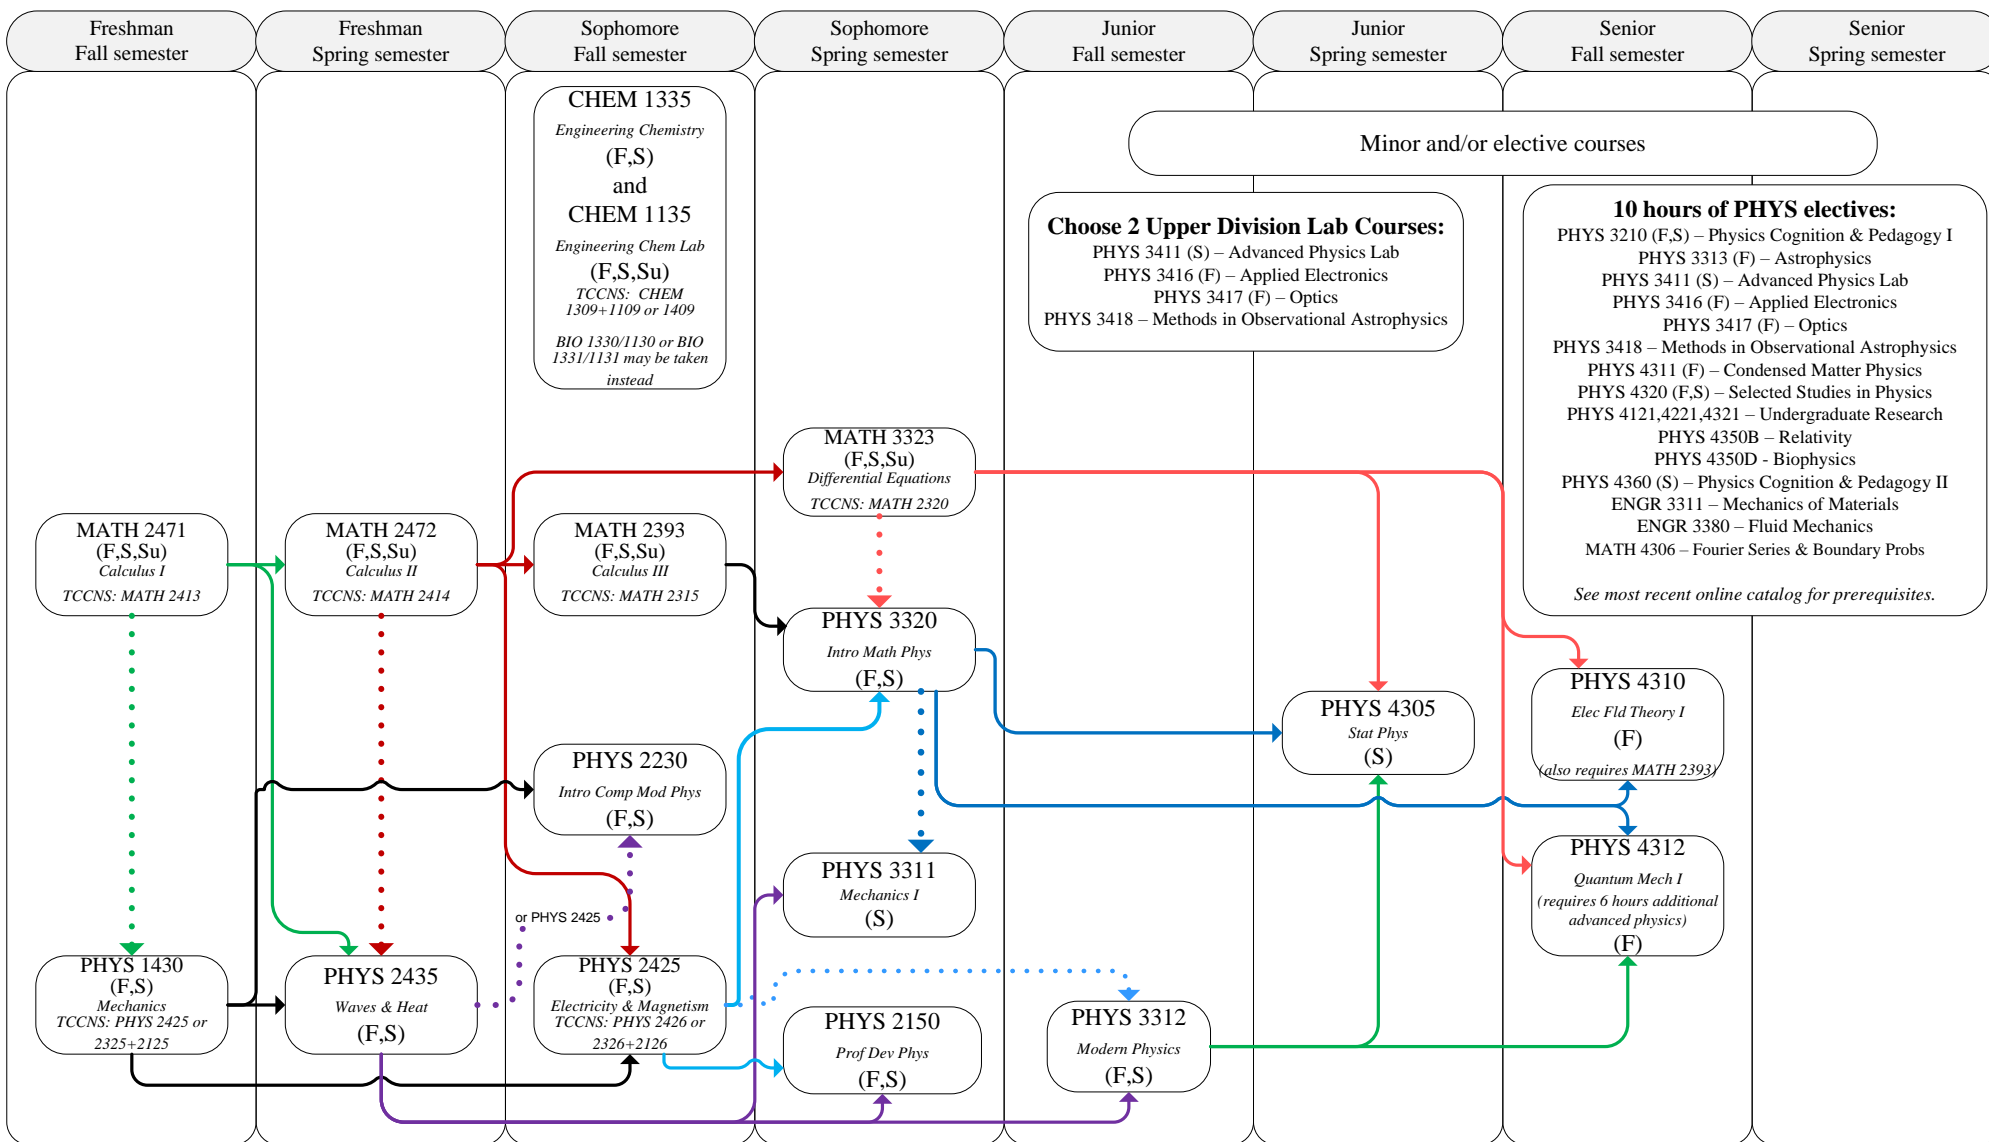 Freshman
Fall semester
Freshman
Spring semester
Sophomore
Fall semester
Sophomore
Spring semester
Junior
Fall semester
Junior
Spring semester
Senior
Fall semester
Senior
Spring semester
CHEM 1335
Engineering Chemistry
(F,S)
and
CHEM 1135
Engineering Chem Lab
(F,S,Su)
TCCNS: CHEM
1309+1109 or 1409
BIO 1330/1130 or BIO
1331/1131 may be taken
instead
Minor and/or elective courses
Choose 2 Upper Division Lab Courses:
PHYS 3411 (S) – Advanced Physics Lab
PHYS 3416 (F) – Applied Electronics
PHYS 3417 (F) – Optics
PHYS 3418 – Methods in Observational Astrophysics
10 hours of PHYS electives:
PHYS 3210 (F,S) – Physics Cognition & Pedagogy I
PHYS 3313 (F) – Astrophysics
PHYS 3411 (S) – Advanced Physics Lab
PHYS 3416 (F) – Applied Electronics
PHYS 3417 (F) – Optics
PHYS 3418 – Methods in Observational Astrophysics
PHYS 4311 (F) – Condensed Matter Physics
PHYS 4320 (F,S) – Selected Studies in Physics
PHYS 4121,4221,4321 – Undergraduate Research
PHYS 4350B – Relativity
PHYS 4350D - Biophysics
PHYS 4360 (S) – Physics Cognition & Pedagogy II
ENGR 3311 – Mechanics of Materials
ENGR 3380 – Fluid Mechanics
MATH 4306 – Fourier Series & Boundary Probs
See most recent online catalog for prerequisites.
MATH 3323
(F,S,Su)
Differential Equations
TCCNS: MATH 2320
MATH 2471
(F,S,Su)
Calculus I
TCCNS: MATH 2413
MATH 2472
(F,S,Su)
Calculus II
TCCNS: MATH 2414
MATH 2393
(F,S,Su)
Calculus III
TCCNS: MATH 2315
PHYS 3320
Intro Math Phys
(F,S)
PHYS 4305
Stat Phys
(S)
PHYS 4310
Elec Fld Theory I
(F)
(also requires MATH 2393)
PHYS 2230
Intro Comp Mod Phys
(F,S)
PHYS 3311
Mechanics I
(S)
PHYS 4312
Quantum Mech I
(requires 6 hours additional
advanced physics)
(F)
or PHYS 2425
PHYS 1430
(F,S)
Mechanics
TCCNS: PHYS 2425 or
2325+2125
PHYS 2435
Waves & Heat
(F,S)
PHYS 2425
(F,S)
Electricity & Magnetism
TCCNS: PHYS 2426 or
2326+2126
PHYS 2150
Prof Dev Phys
(F,S)
PHYS 3312
Modern Physics
(F,S)